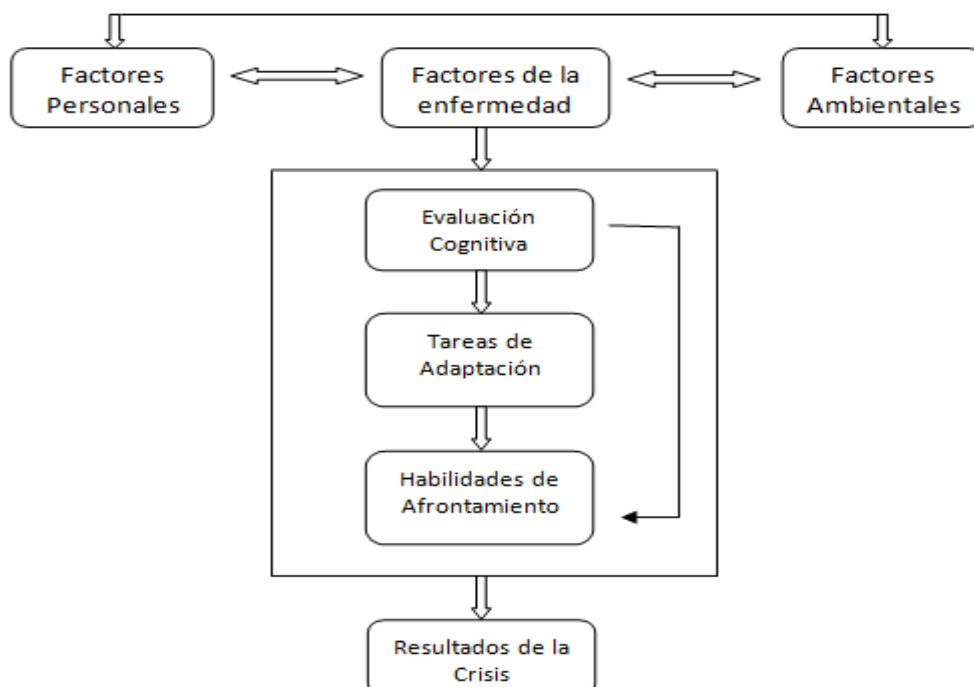 Factores
Personales
Factores de la
enfermedad
Factores
Ambientales
Evaluación
Cognitiva
Tareas de
Adaptación
Habilidades de
Afrontamiento
Resultados de la
Crisis